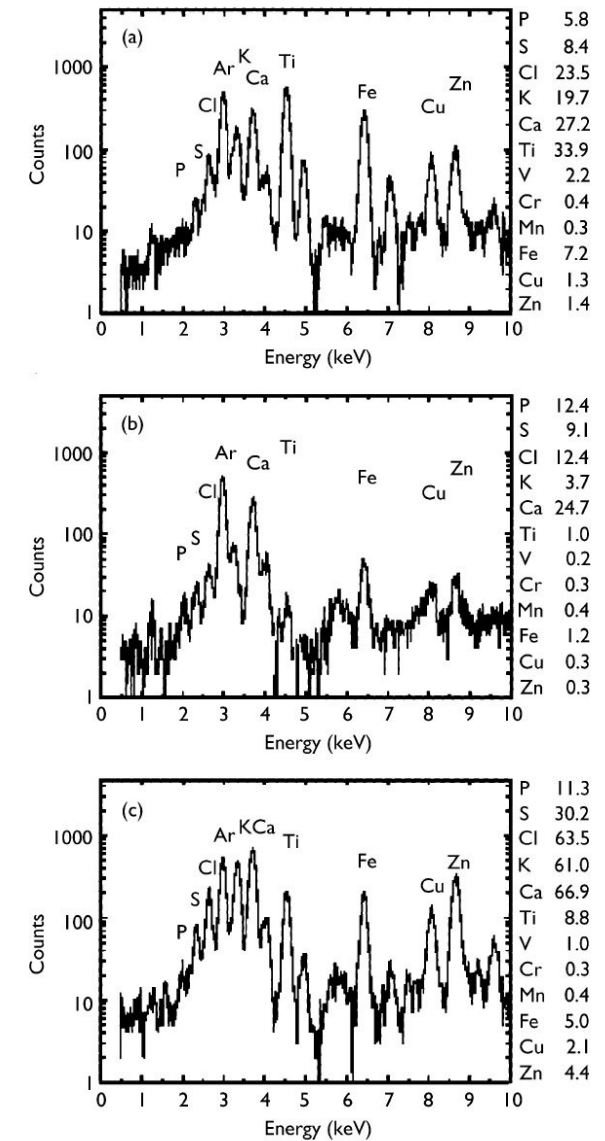 (a)
Ar K Ca Ti
Cl
S
P
Fe
Cu
Zn
1000
100
10
1
Counts
0 1 2 3 4 5 6 7 8 9 10
Energy (keV)
P 5.8
S 8.4
Cl 23.5
K 19.7
Ca 27.2
Ti 33.9
V 2.2
Cr 0.4
Mn 0.3
Fe 7.2
Cu 1.3
Zn 1.4
(b)
Ar Ca Ti
Cl
S
P
Fe
Cu
Zn
1000
100
10
1
Counts
0 1 2 3 4 5 6 7 8 9 10
Energy (keV)
P 12.4
S 9.1
Cl 12.4
K 3.7
Ca 24.7
Ti 1.0
V 0.2
Cr 0.3
Mn 0.4
Fe 1.2
Cu 0.3
Zn 0.3
(c)
Ar KCa Ti
Cl
S
P
Fe
Cu
Zn
1000
100
10
1
Counts
0 1 2 3 4 5 6 7 8 9 10
Energy (keV)
P 11.3
S 30.2
Cl 63.5
K 61.0
Ca 66.9
Ti 8.8
V 1.0
Cr 0.3
Mn 0.4
Fe 5.0
Cu 2.1
Zn 4.4